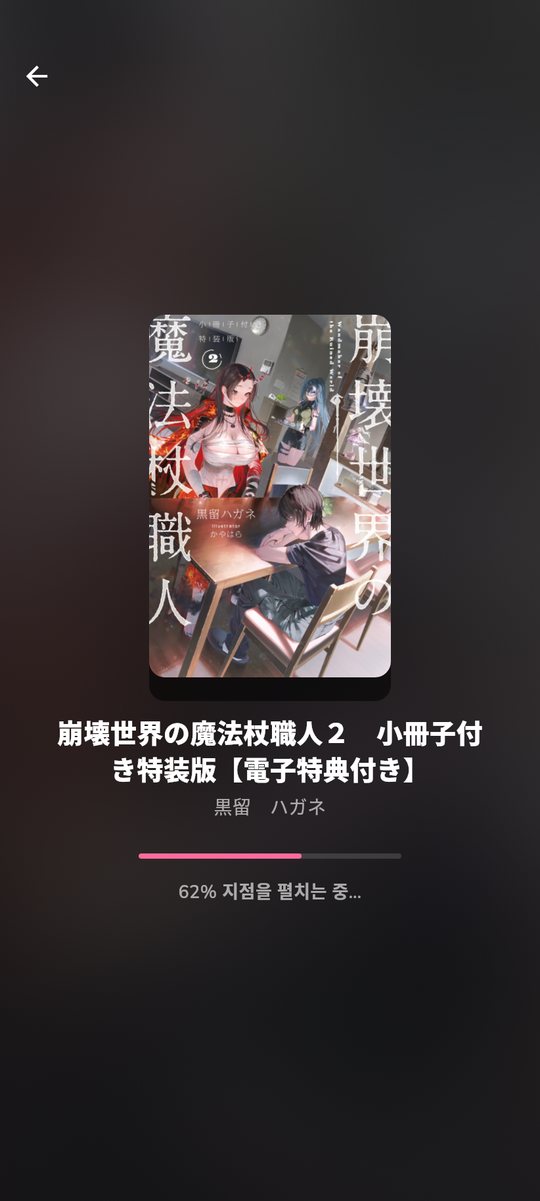 小冊子付き
特装版
2
Wandmaker of
the Ruined World
崩壊世界の
魔法杖職人
黒留ハガネ
Illustrator
かやはら
崩壊世界の魔法杖職人２　小冊子付
き特装版【電子特典付き】
黒留　ハガネ
62% 지점을 펼치는 중...